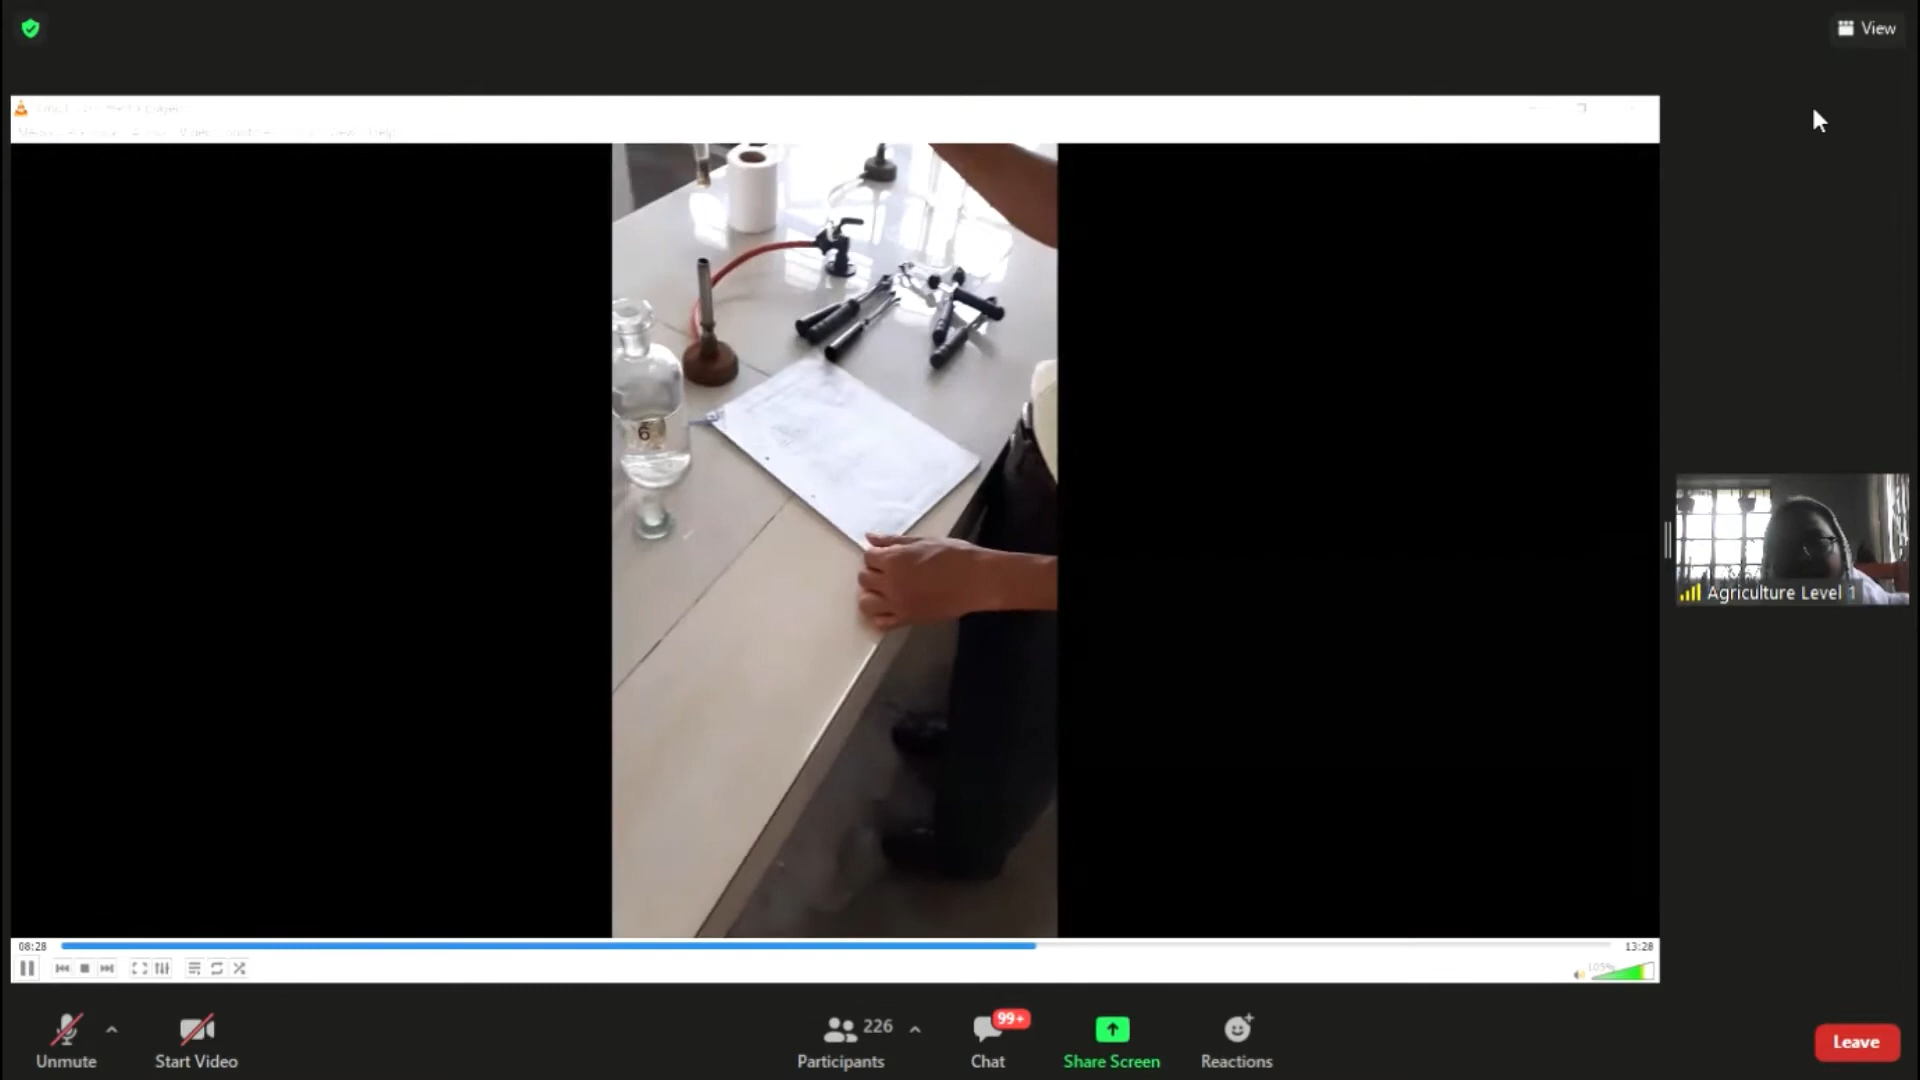 View
6
Agriculture Level 1
08:28
13:28
105%
226
99+
Unmute
Start Video
Participants
Chat
Share Screen
Reactions
Leave